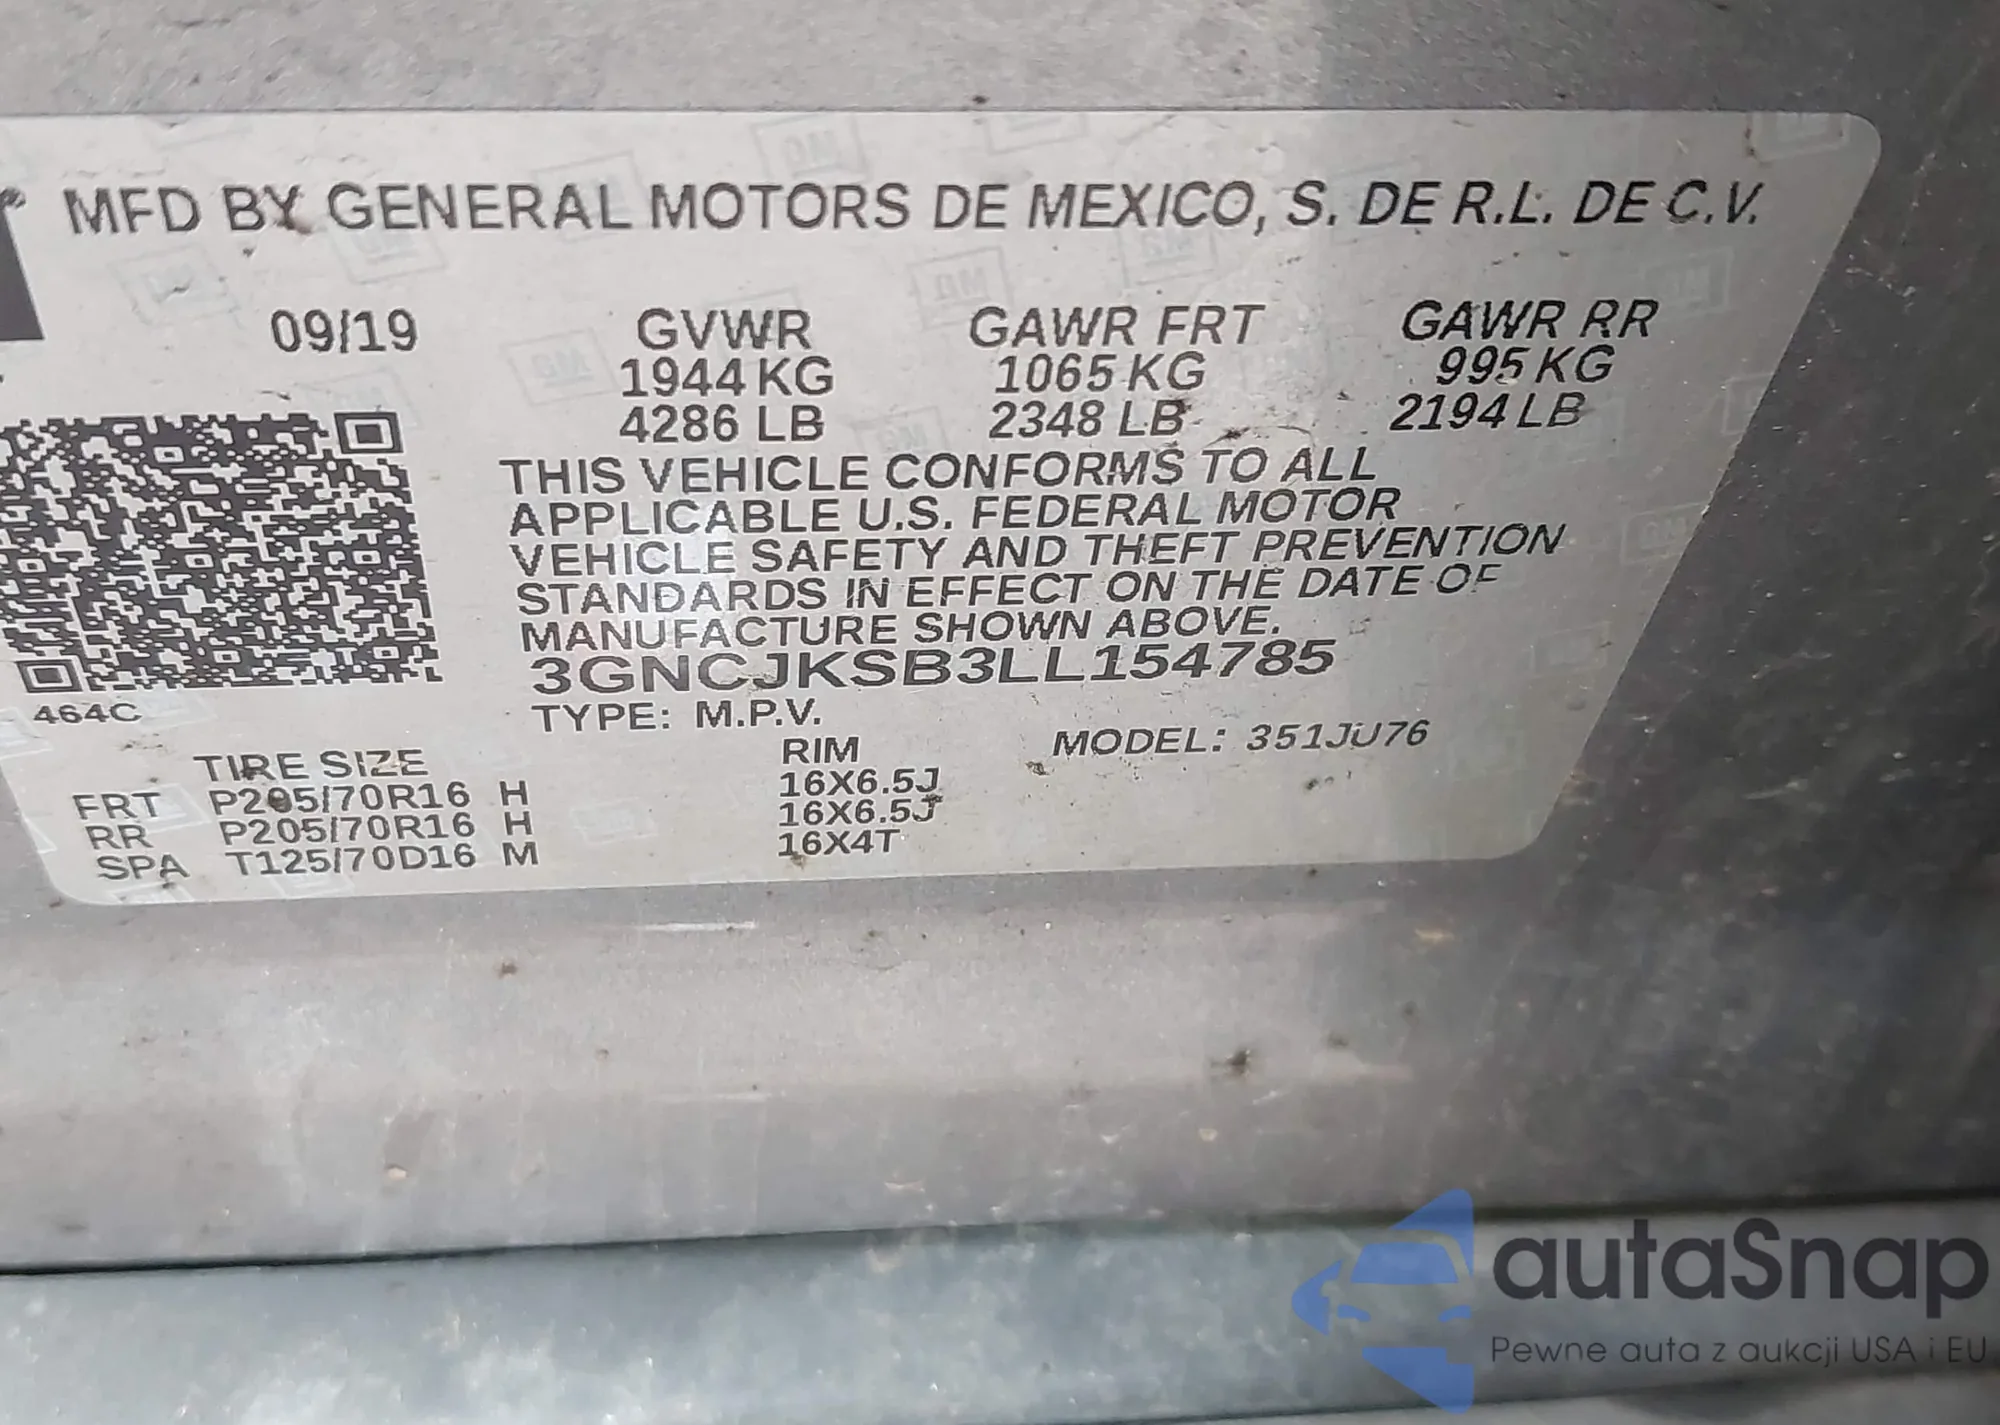 MFD BY GENERAL MOTORS DE MEXICO, S. DE R.L. DE C.V.
09/19 GVWR GAWR FRT GAWR RR
1944 KG 1065 KG 995 KG
4286 LB 2348 LB 2194 LB
THIS VEHICLE CONFORMS TO ALL
APPLICABLE U.S. FEDERAL MOTOR
VEHICLE SAFETY AND THEFT PREVENTION
STANDARDS IN EFFECT ON THE DATE OF
MANUFACTURE SHOWN ABOVE.
3GNCJKSB3LL154785
464C
TYPE: M.P.V.
MODEL: 351JU76
TIRE SIZE RIM
FRT P205/70R16 H 16X6.5J
RR P205/70R16 H 16X6.5J
SPA T125/70D16 M 16X4T
autaSnap
Pewne auta z aukcji USA i EU